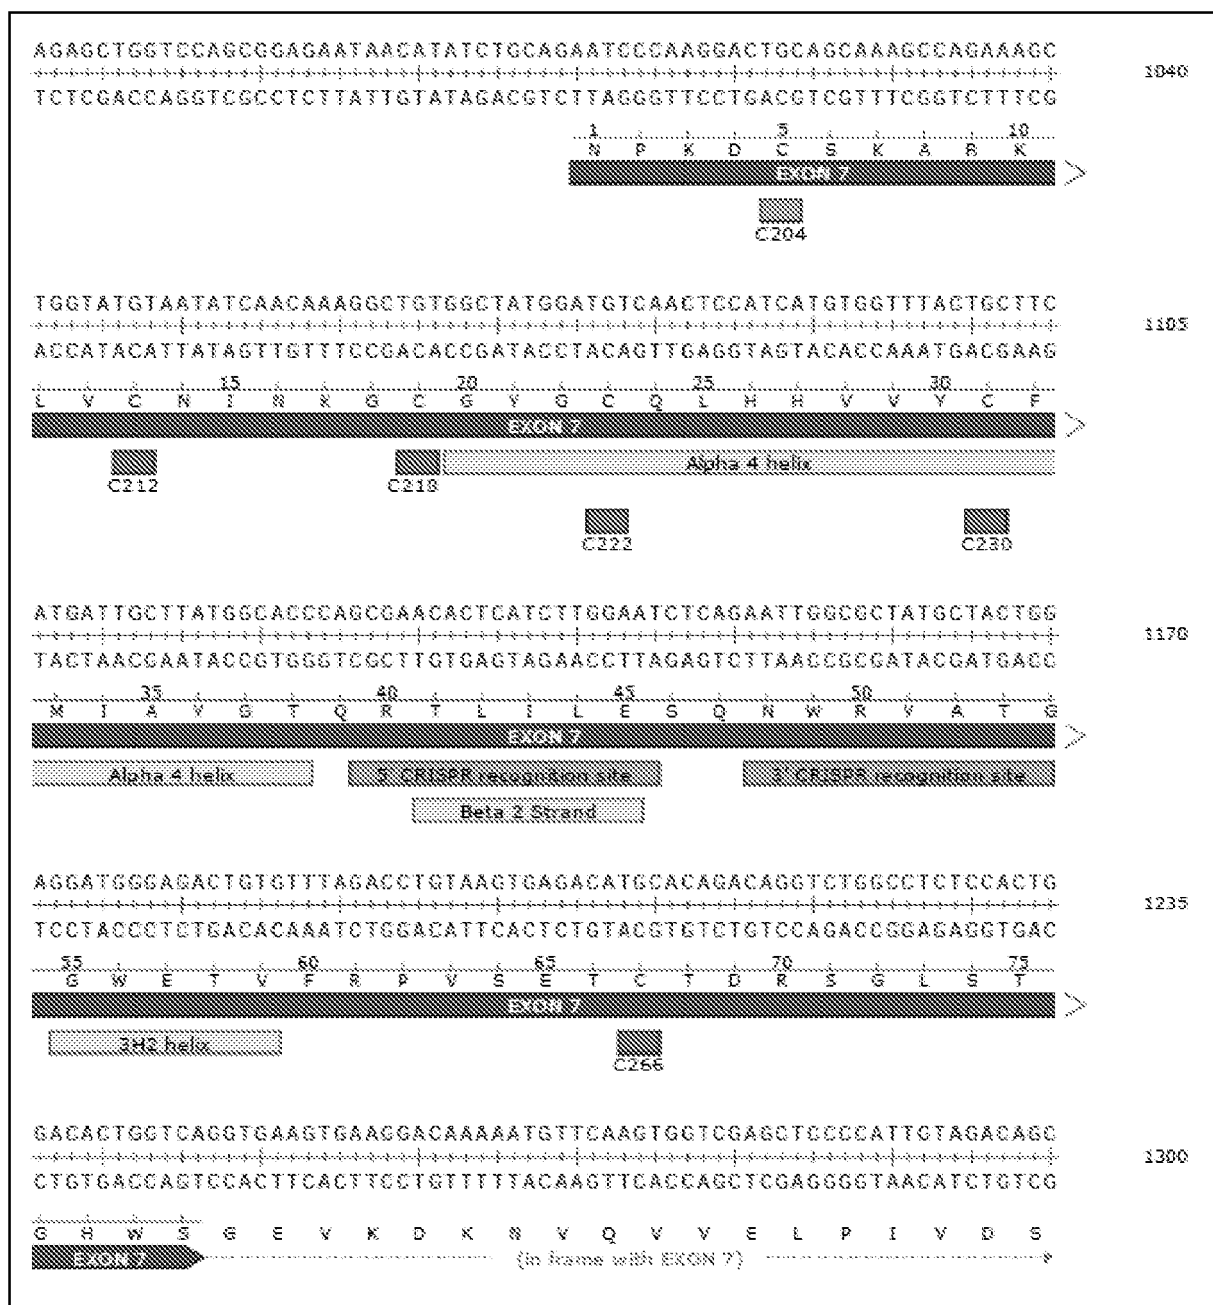 AGAGCTGGTCCAGCGGAGAATAACATATCTGCAGAATCCCAAGGACTGCAGCAAAGCCAGAAAGC 1040
TCTCGACCAGGTCGCCTCTTATTGTATAGACGTCTTAGGGTTCCTGACGTCGTTTCGGTCTTTCG
1 5 10
N P K D C S K A R K
EXON 7
C204
TGGTATGTAATATCAACAAAGGCTGTGGCTATGGATGTCAACTCCATCATGTGGTTTACTGCTTC 1105
ACCATACATTATAGTTGTTTCCGACACCGATACCTACAGTTGAGGTAGTACACCAAATGACGAAG
15 20 25 30
L V C N I N K G C G Y G C Q L H H V V Y C F
EXON 7
C212 C218 Alpha 4 helix
C222 C230
ATGATTGCTTATGGCACCCAGCGAACACTCATCTTGGAATCTCAGAATTGGCGCTATGCTACTGG 1170
TACTAACGAATACCGTGGGTCGCTTGTGAGTAGAACCTTAGAGTCTTAACCGCGATACGATGACC
35 40 45 50
M I A Y G T Q R T L I L E S Q N W R Y A T G
EXON 7
Alpha 4 helix 5' CRISPR recognition site 3' CRISPR recognition site
Beta 2 Strand
AGGATGGGAGACTGTGTTTAGACCTGTAAGTGAGACATGCACAGACAGGTCTGGCCTCTCCACTG 1235
TCCTACCCTCTGACACAAATCTGGACATTCACTCTGTACGTGTCTGTCCAGACCGGAGAGGTGAC
55 60 65 70 75
G W E T V F R P V S E T C T D R S G L S T
EXON 7
3H2 helix C266
GACACTGGTCAGGTGAAGTGAAGGACAAAAATGTTCAAGTGGTCGAGCTCCCCATTGTAGACAGC 1300
CTGTGACCAGTCCACTTCACTTCCTGTTTTTACAAGTTCACCAGCTCGAGGGGTAACATCTGTCG
G H W S G E V K D K N V Q V V E L P I V D S
EXON 7 (in frame with EXON 7)